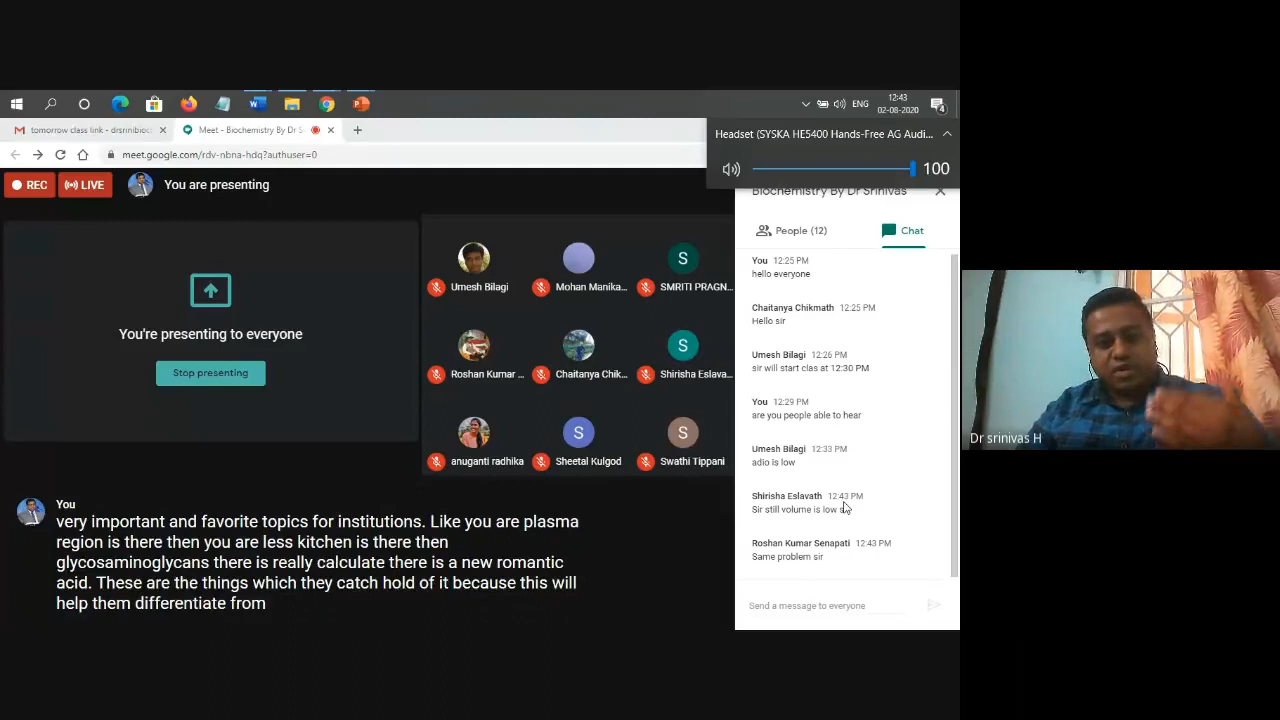 12:43
ENG
02-08-2020
4
tomorrow class link - drsrinibioc
Meet - Biochemistry By Dr S
Headset (SYSKA HE5400 Hands-Free AG Audi...
meet.google.com/rdv-nbna-hdq?authuser=0
100
REC
LIVE
You are presenting
Biochemistry By Dr Srinivas
People (12)
Chat
You're presenting to everyone
Stop presenting
Umesh Bilagi
Mohan Manika...
S
SMRITI PRAGN...
Roshan Kumar ...
Chaitanya Chik...
S
Shirisha Eslava...
anuganti radhika
S
Sheetal Kulgod
S
Swathi Tippani
You 12:25 PM
hello everyone
Chaitanya Chikmath 12:25 PM
Hello sir
Umesh Bilagi 12:26 PM
sir will start clas at 12:30 PM
You 12:29 PM
are you people able to hear
Umesh Bilagi 12:33 PM
adio is low
Shirisha Eslavath 12:43 PM
Sir still volume is low
Roshan Kumar Senapati 12:43 PM
Same problem sir
Send a message to everyone
You
very important and favorite topics for institutions. Like you are plasma
region is there then you are less kitchen is there then
glycosaminoglycans there is really calculate there is a new romantic
acid. These are the things which they catch hold of it because this will
help them differentiate from
Dr srinivas H